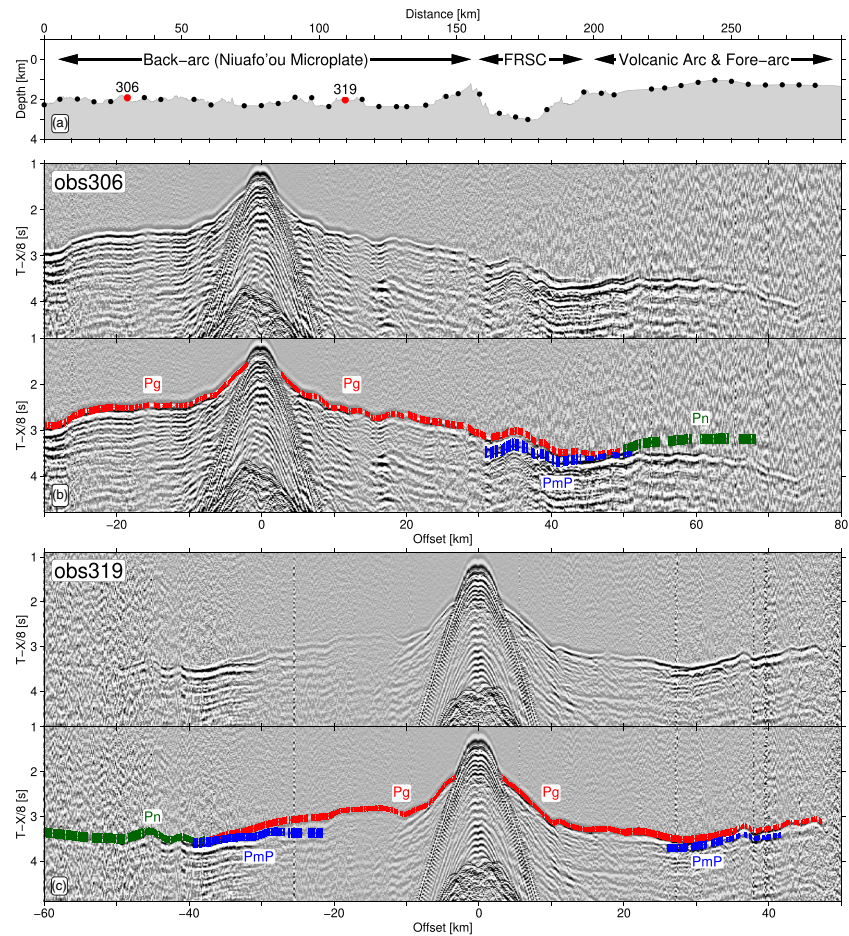 Distance [km]
0 50 100 150 200 250
Back−arc (Niuafo'ou Microplate) FRSC Volcanic Arc & Fore−arc
306 319
Depth [km]
0
2
4
(a)
obs306
T−X/8 [s]
1
2
3
4
Pg Pg Pn
PmP
T−X/8 [s]
1
2
3
4
(b)
−20 0 20 40 60 80
Offset [km]
obs319
T−X/8 [s]
1
2
3
4
Pg Pg
Pn
PmP PmP
T−X/8 [s]
1
2
3
4
(c)
−60 −40 −20 0 20 40
Offset [km]